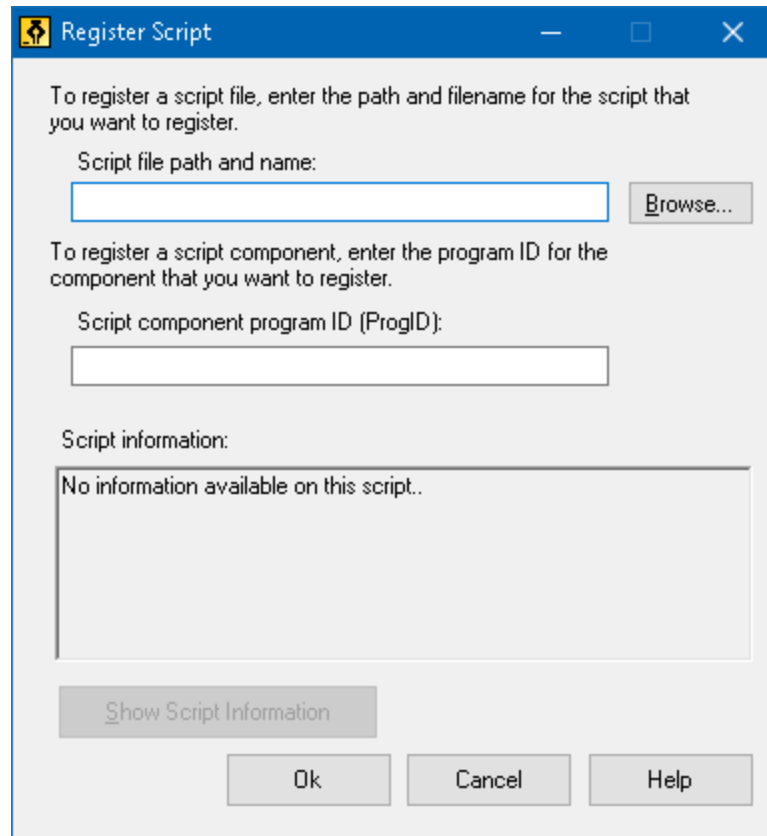 Register Script
To register a script file, enter the path and filename for the script that
you want to register.
Script file path and name:
Browse...
To register a script component, enter the program ID for the
component that you want to register.
Script component program ID (ProgID):
Script information:
No information available on this script..
Show Script Information
Ok
Cancel
Help